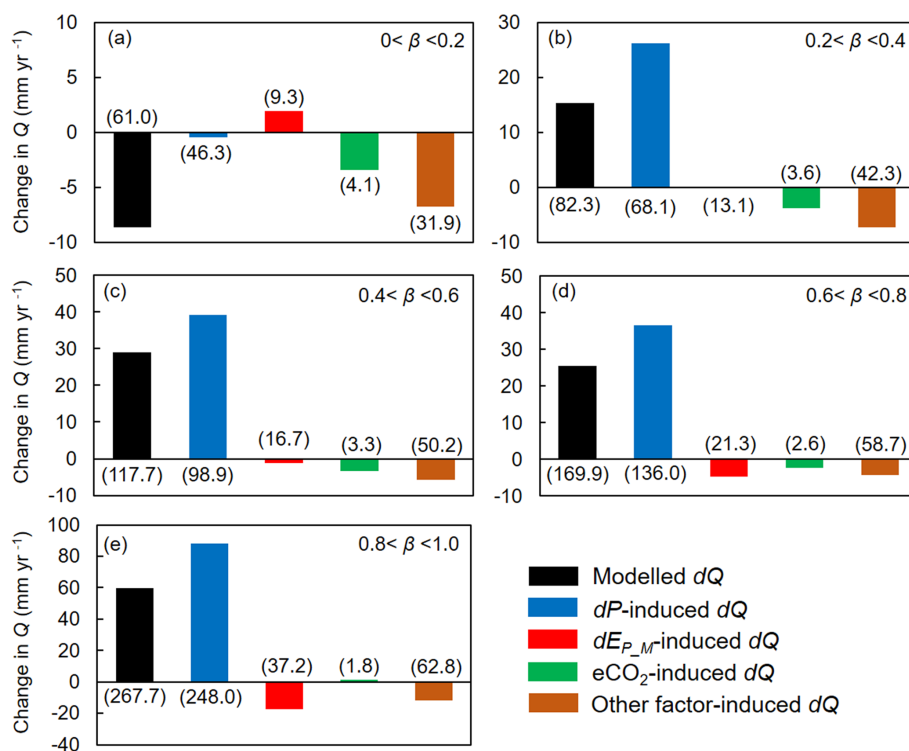 (a) 0< β <0.2
Change in Q (mm yr ⁻¹)
10
5
0
-5
-10
(61.0) (46.3) (9.3) (4.1) (31.9)
(b) 0.2< β <0.4
30
20
10
0
-10
(82.3) (68.1) (13.1) (3.6) (42.3)
(c) 0.4< β <0.6
Change in Q (mm yr ⁻¹)
50
40
30
20
10
0
-10
(117.7) (98.9) (16.7) (3.3) (50.2)
(d) 0.6< β <0.8
50
40
30
20
10
0
-10
(169.9) (136.0) (21.3) (2.6) (58.7)
(e) 0.8< β <1.0
Change in Q (mm yr ⁻¹)
100
80
60
40
20
0
-20
-40
(267.7) (248.0) (37.2) (1.8) (62.8)
Modelled dQ
dP-induced dQ
dE_P_M-induced dQ
eCO₂-induced dQ
Other factor-induced dQ